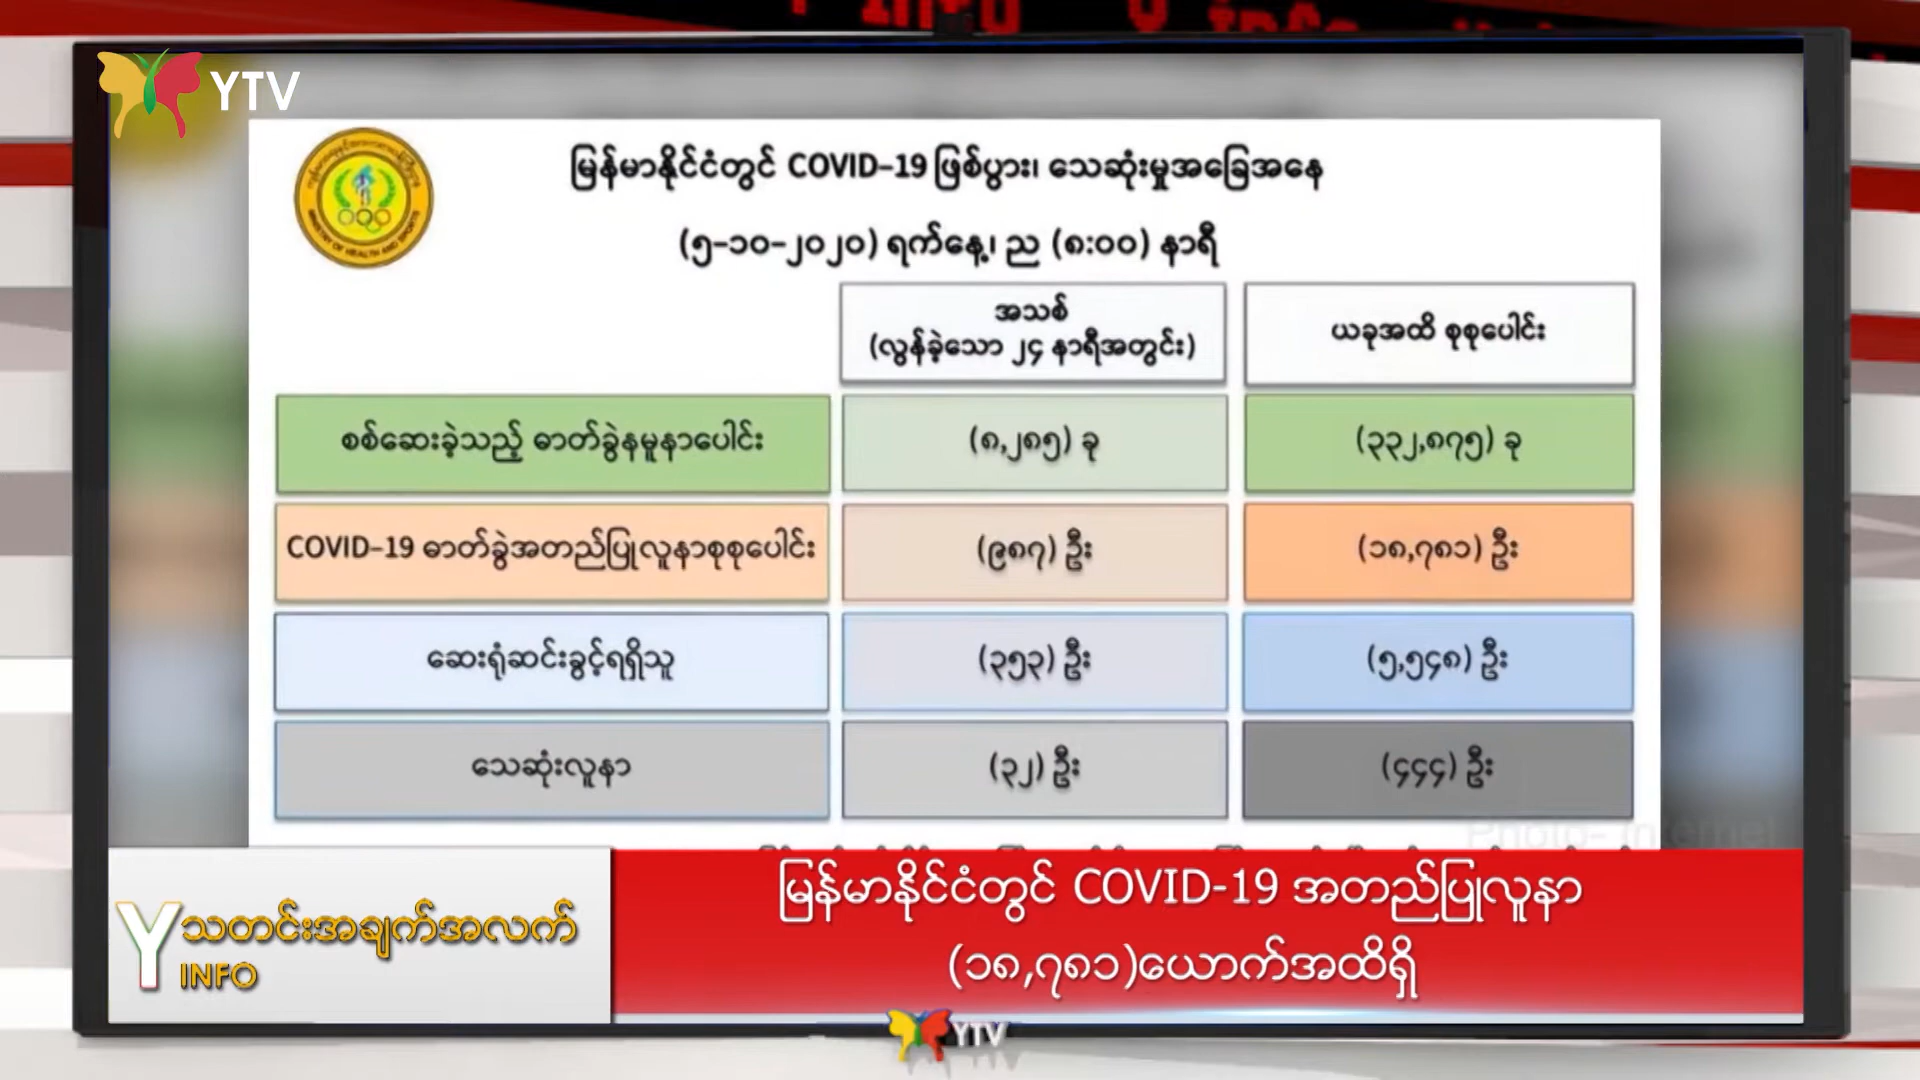 YTV
မြန်မာနိုင်ငံတွင် COVID-19 ဖြစ်ပွား၊ သေဆုံးမှုအခြေအနေ
(၅-၁၀-၂၀၂၀) ရက်နေ့၊ ည (၈:၀၀) နာရီ
အသစ်
(လွန်ခဲ့သော ၂၄ နာရီအတွင်း)
ယခုအထိ စုစုပေါင်း
စစ်ဆေးခဲ့သည့် ဓာတ်ခွဲနမူနာပေါင်း
(၈,၂၈၅) ခု
(၃၃၂,၈၇၅) ခု
COVID-19 ဓာတ်ခွဲအတည်ပြုလူနာစုစုပေါင်း
(၉၈၇) ဦး
(၁၈,၇၈၁) ဦး
ဆေးရုံဆင်းခွင့်ရရှိသူ
(၃၅၃) ဦး
(၅,၅၄၈) ဦး
သေဆုံးလူနာ
(၃၂) ဦး
(၄၄၄) ဦး
Photo- Internet
Y သတင်းအချက်အလက်
INFO
မြန်မာနိုင်ငံတွင် COVID-19 အတည်ပြုလူနာ
(၁၈,၇၈၁)ယောက်အထိရှိ
YTV